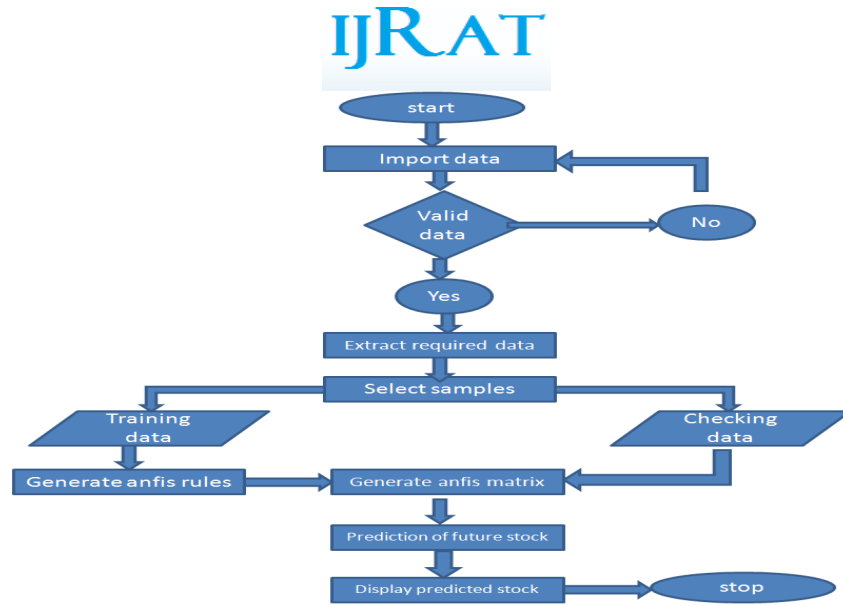 IJRAT
start
Import data
Valid
data
No
Yes
Extract required data
Select samples
Training
data
Checking
data
Generate anfis rules
Generate anfis matrix
Prediction of future stock
Display predicted stock
stop